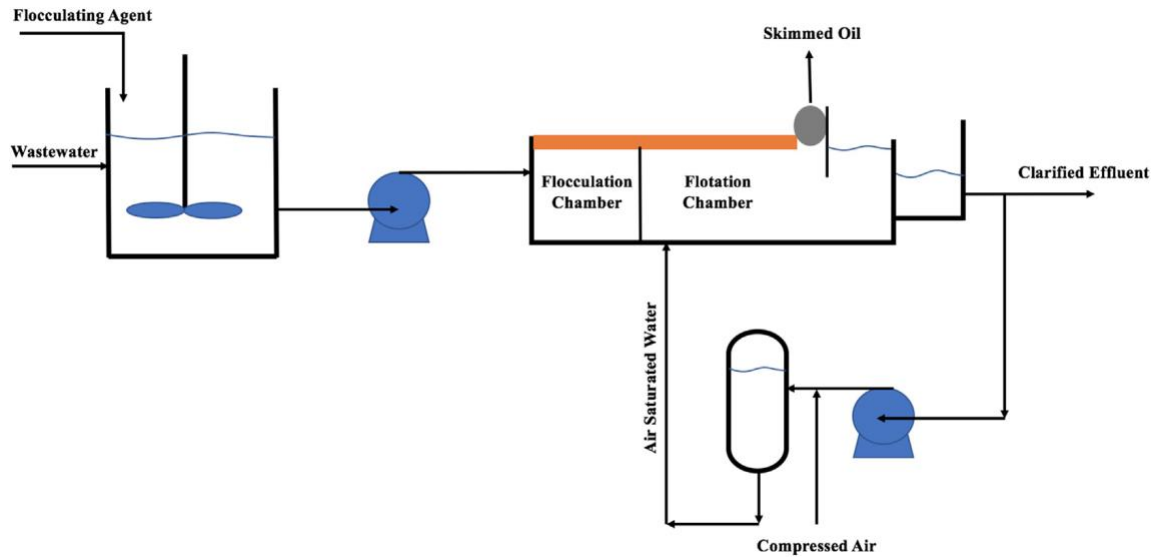 Flocculating Agent
Skimmed Oil
Wastewater
Flocculation
Chamber
Flotation
Chamber
Clarified Effluent
Air Saturated Water
Compressed Air